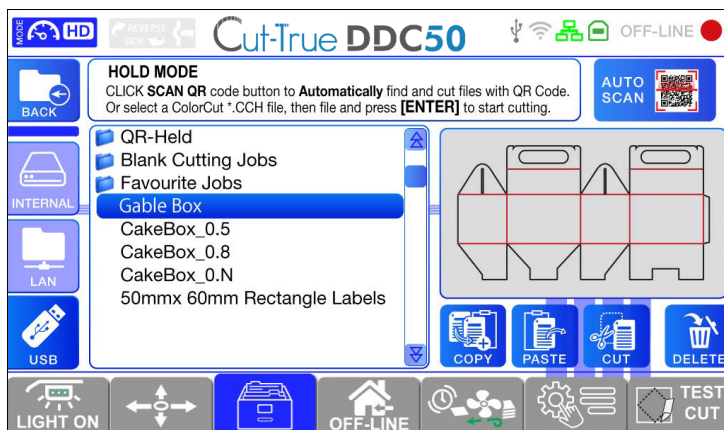 MODE
HD
REVERSE
SIDE
Cut-True DDC50
OFF-LINE
BACK
HOLD MODE
CLICK SCAN QR code button to Automatically find and cut files with QR Code.
Or select a ColorCut *.CCH file, then file and press [ENTER] to start cutting.
AUTO
SCAN
INTERNAL
LAN
USB
QR-Held
Blank Cutting Jobs
Favourite Jobs
Gable Box
CakeBox_0.5
CakeBox_0.8
CakeBox_0.N
50mmx 60mm Rectangle Labels
COPY
PASTE
CUT
DELETE
LIGHT ON
OFF-LINE
TEST
CUT